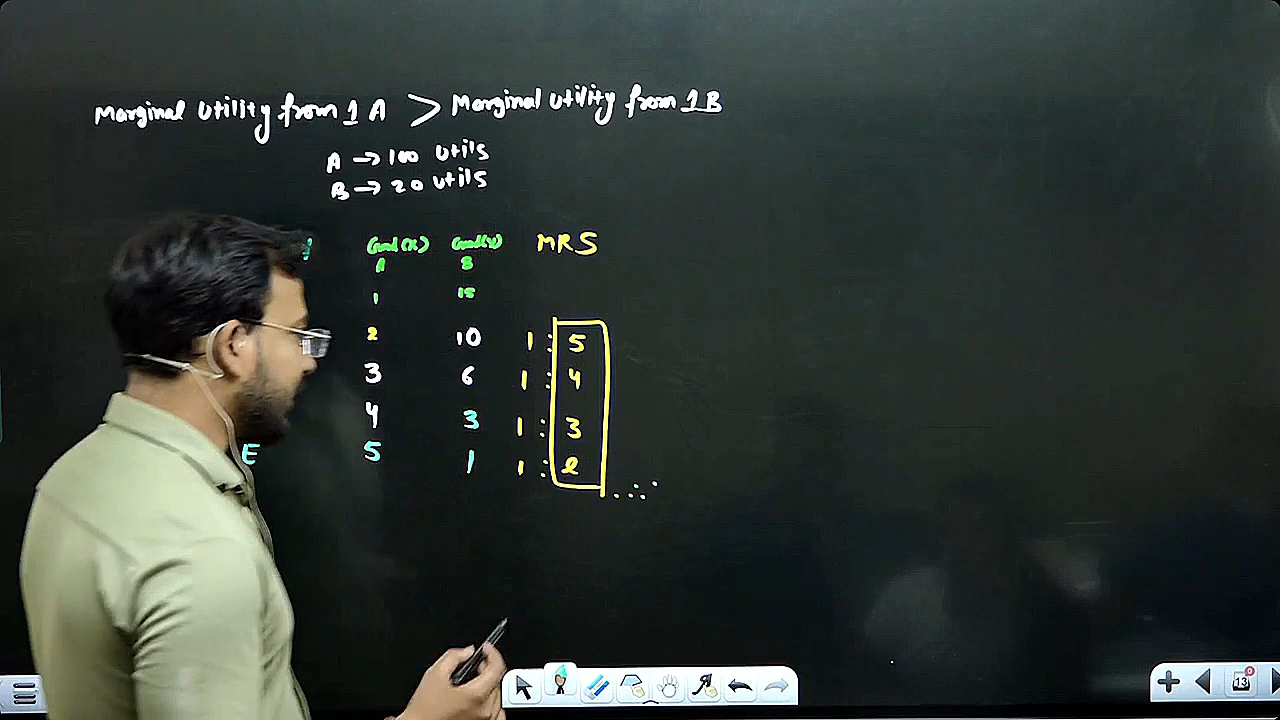 Marginal Utility from 1 A > Marginal Utility from 1 B
A → 100 Utils
B → 20 Utils
Good(X) Good(Y) MRS
A B
1 15
2 10 1 : 5
3 6 1 : 4
4 3 1 : 3
E 5 1 1 : 2
13